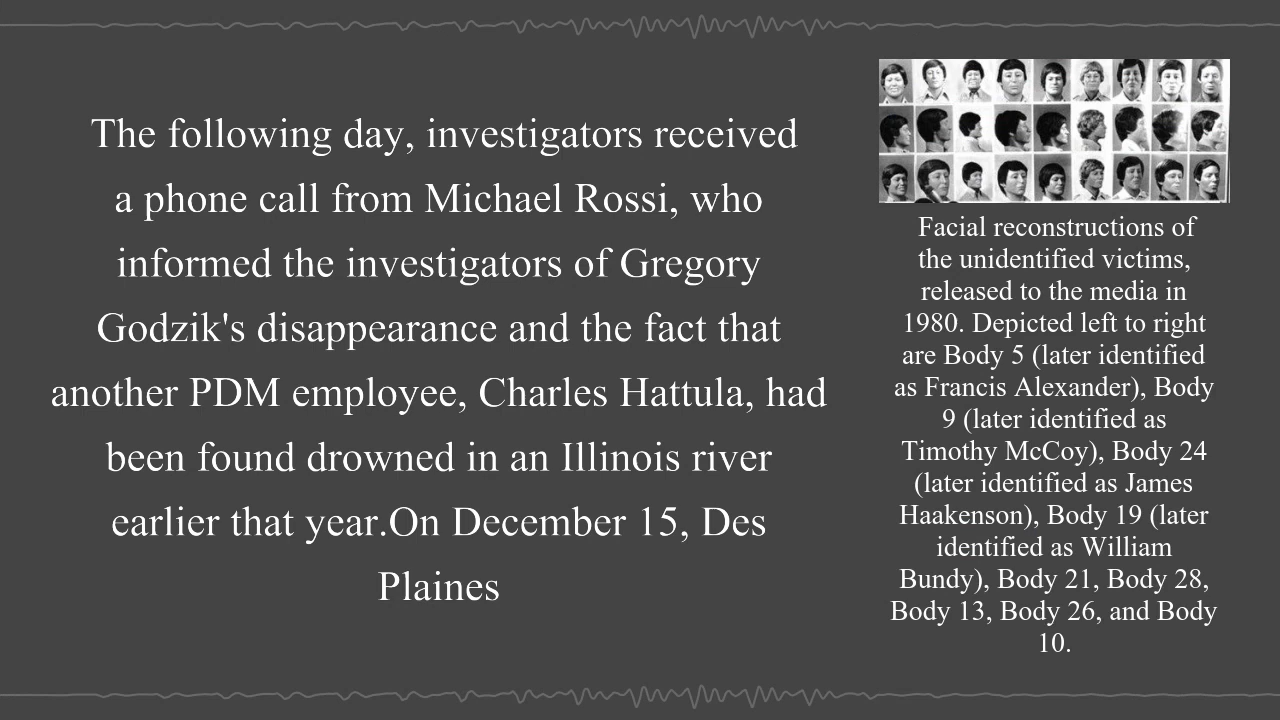 The following day, investigators received
a phone call from Michael Rossi, who
informed the investigators of Gregory
Godzik's disappearance and the fact that
another PDM employee, Charles Hattula, had
been found drowned in an Illinois river
earlier that year.On December 15, Des
Plaines
Facial reconstructions of
the unidentified victims,
released to the media in
1980. Depicted left to right
are Body 5 (later identified
as Francis Alexander), Body
9 (later identified as
Timothy McCoy), Body 24
(later identified as James
Haakenson), Body 19 (later
identified as William
Bundy), Body 21, Body 28,
Body 13, Body 26, and Body
10.